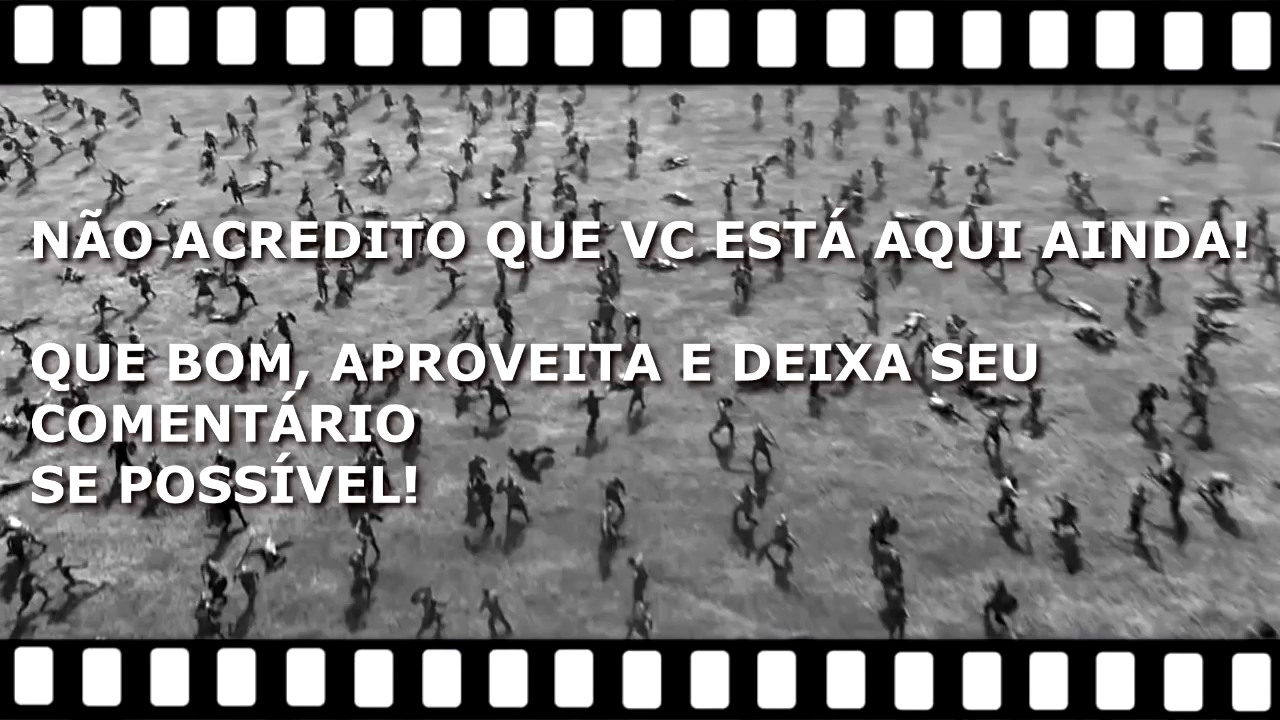 NÃO ACREDITO QUE VC ESTÁ AQUI AINDA!
QUE BOM, APROVEITA E DEIXA SEU
COMENTÁRIO
SE POSSÍVEL!